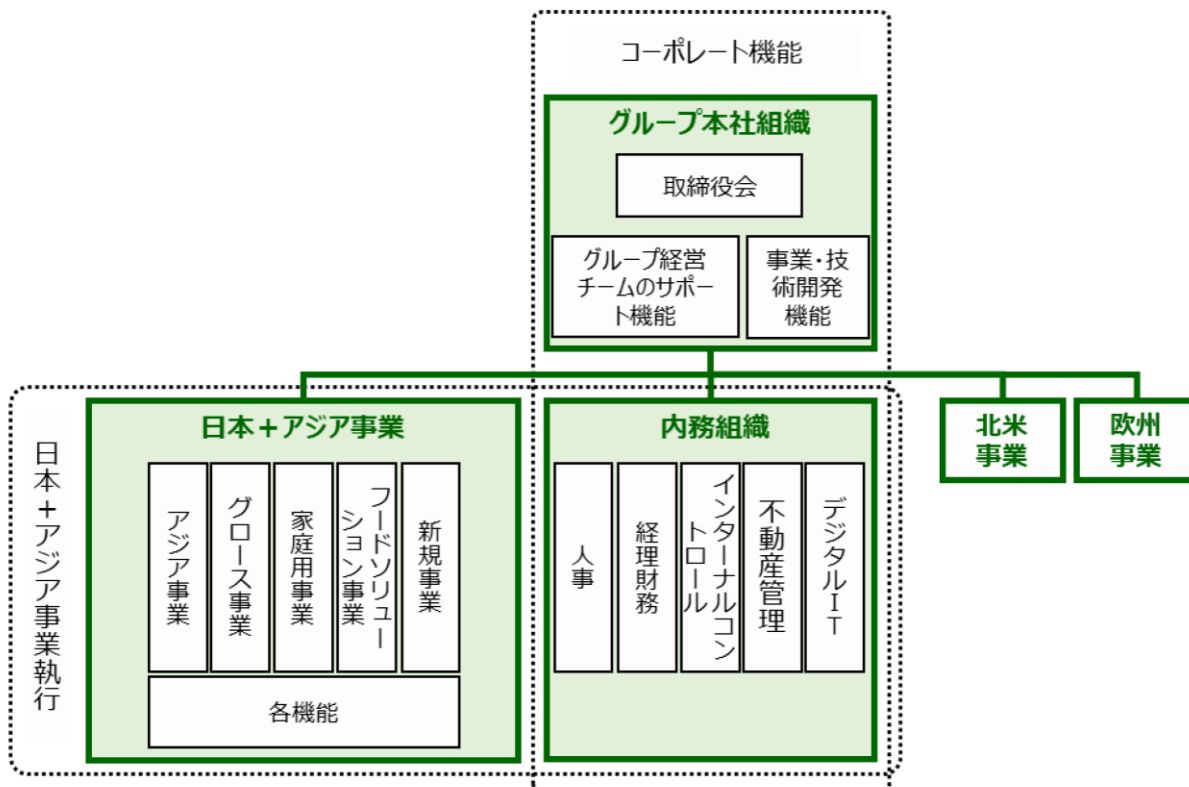 コーポレート機能
グループ本社組織
取締役会
グループ経営
チームのサポー
ト機能
事業・技
術開発
機能
日本+アジア事業執行
日本+アジア事業
アジア事業
グロース事業
家庭用事業
フードソリュー
ション事業
新規事業
各機能
内務組織
人事
経理財務
インターナルコン
トロール
不動産管理
デジタルIT
北米
事業
欧州
事業